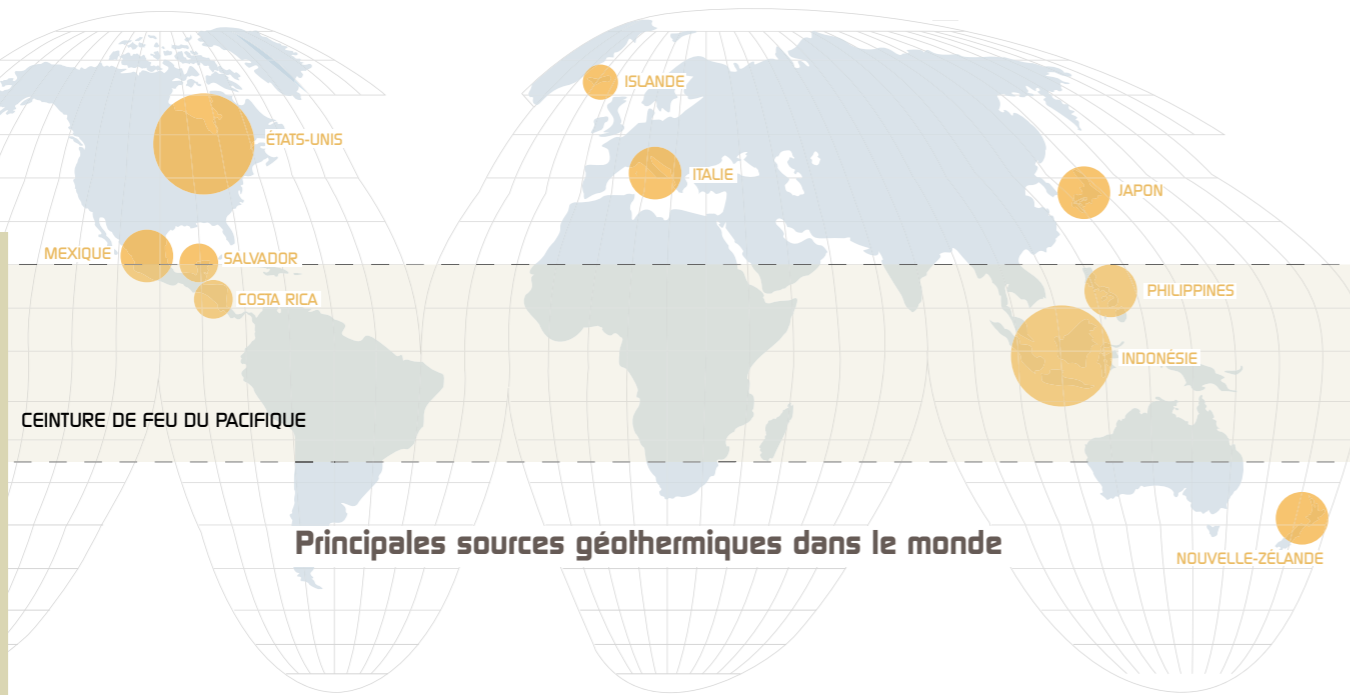 ISLANDE
ÉTATS-UNIS
ITALIE
JAPON
MEXIQUE
SALVADOR
COSTA RICA
PHILIPPINES
INDONÉSIE
CEINTURE DE FEU DU PACIFIQUE
Principales sources géothermiques dans le monde
NOUVELLE-ZÉLANDE